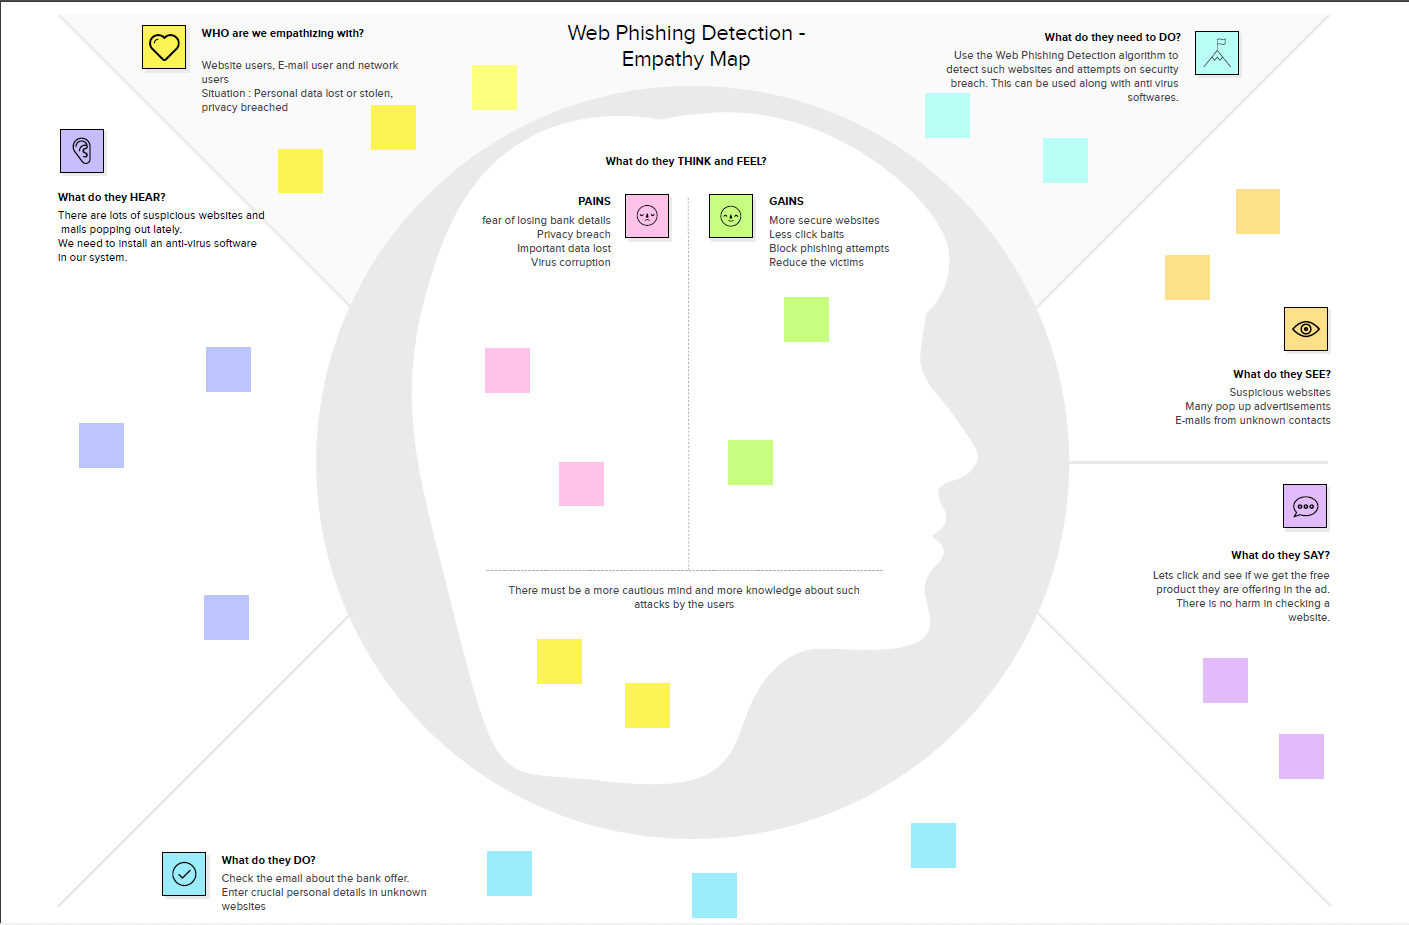 Web Phishing Detection -
Empathy Map
WHO are we empathizing with?
Website users, E-mail user and network
users
Situation : Personal data lost or stolen,
privacy breached
What do they need to DO?
Use the Web Phishing Detection algorithm to
detect such websites and attempts on security
breach. This can be used along with anti virus
softwares.
What do they HEAR?
There are lots of suspicious websites and
mails popping out lately.
We need to install an anti-virus software
in our system.
What do they THINK and FEEL?
PAINS
fear of losing bank details
Privacy breach
Important data lost
Virus corruption
GAINS
More secure websites
Less click baits
Block phishing attempts
Reduce the victims
What do they SEE?
Suspicious websites
Many pop up advertisements
E-mails from unknown contacts
What do they SAY?
Lets click and see if we get the free
product they are offering in the ad.
There is no harm in checking a
website.
There must be a more cautious mind and more knowledge about such
attacks by the users
What do they DO?
Check the email about the bank offer.
Enter crucial personal details in unknown
websites